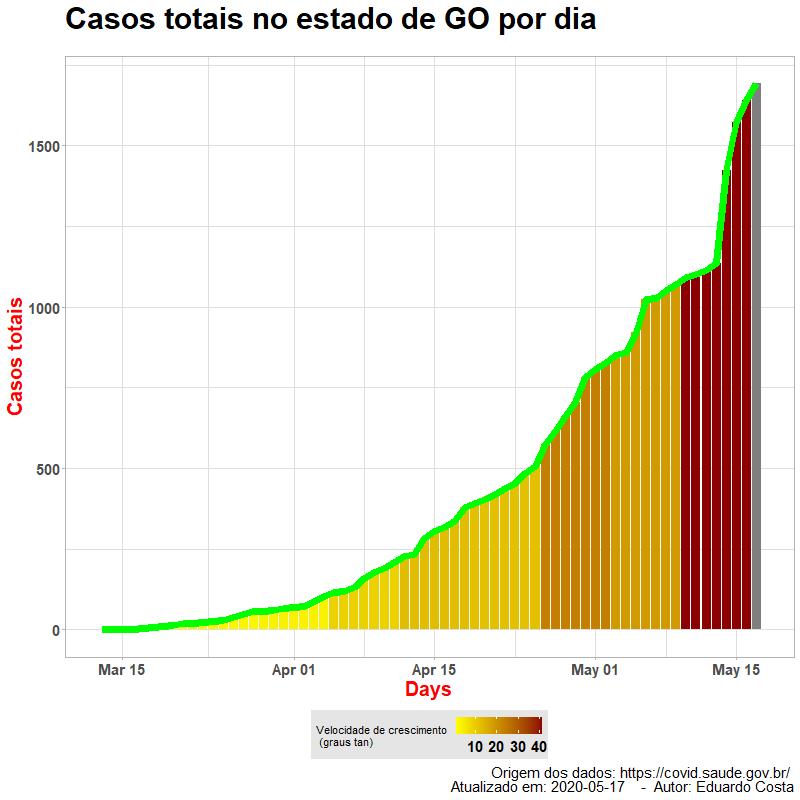 Casos totais no estado de GO por dia
Casos totais
1500
1000
500
0
Mar 15 Apr 01 Apr 15 May 01 May 15
Days
Velocidade de crescimento
(graus tan)
10 20 30 40
Origem dos dados: https://covid.saude.gov.br/
Atualizado em: 2020-05-17 - Autor: Eduardo Costa